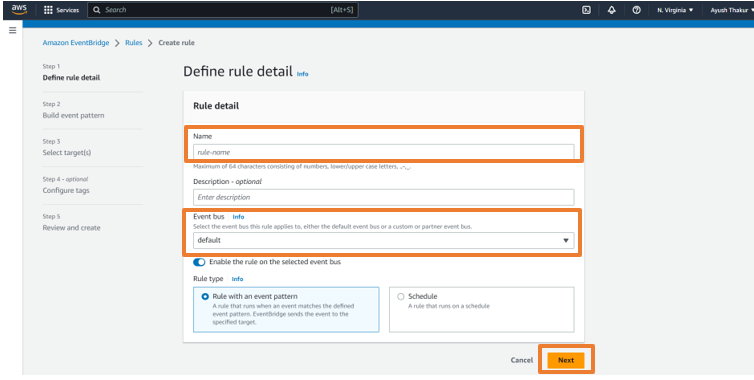 aws Services Search [Alt+S] N. Virginia Ayush Thakur
Amazon EventBridge > Rules > Create rule
Step 1
Define rule detail
Step 2
Build event pattern
Step 3
Select target(s)
Step 4 - optional
Configure tags
Step 5
Review and create
Define rule detail Info
Rule detail
Name
rule-name
Maximum of 64 characters consisting of numbers, lower/upper case letters, .,-,_.
Description - optional
Enter description
Event bus Info
Select the event bus this rule applies to, either the default event bus or a custom or partner event bus.
default
Enable the rule on the selected event bus
Rule type Info
Rule with an event pattern
A rule that runs when an event matches the defined
event pattern. EventBridge sends the event to the
specified target.
Schedule
A rule that runs on a schedule
Cancel Next